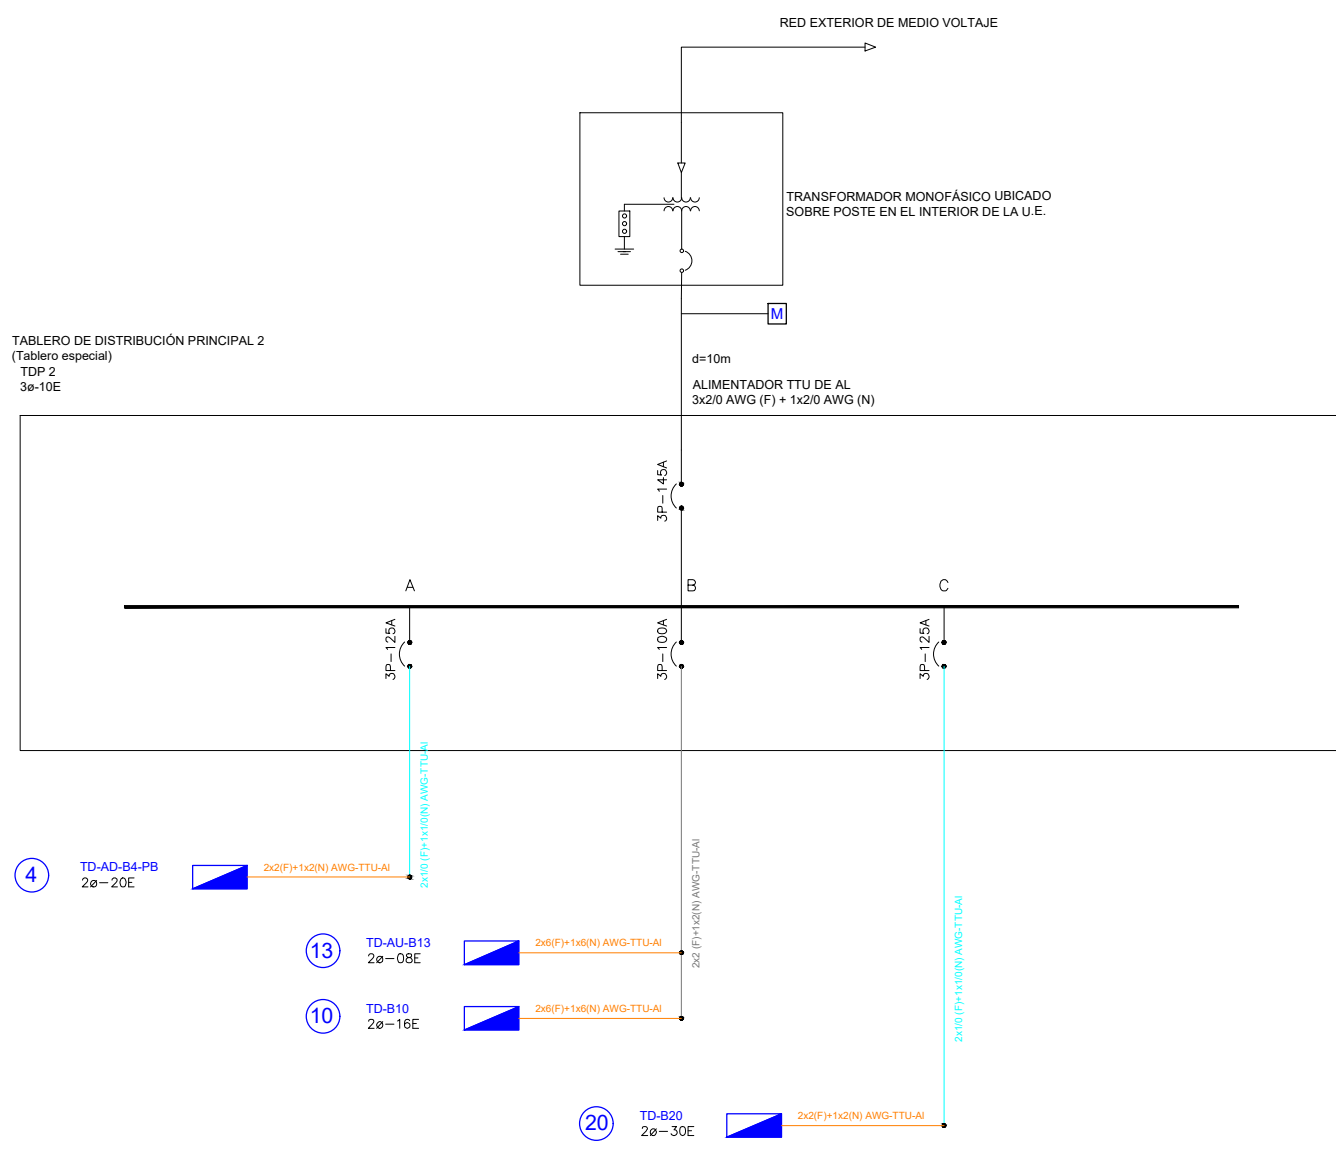 RED EXTERIOR DE MEDIO VOLTAJE
TRANSFORMADOR MONOFÁSICO UBICADO
SOBRE POSTE EN EL INTERIOR DE LA U.E.
M
TABLERO DE DISTRIBUCIÓN PRINCIPAL 2
(Tablero especial)
TDP 2
3ø-10E
d=10m
ALIMENTADOR TTU DE AL
3x2/0 AWG (F) + 1x2/0 AWG (N)
3P-145A
A
B
C
3P-125A
3P-100A
3P-125A
2x1/0 (F)+1x1/0(N) AWG-TTU-Al
2x2 (F)+1x2(N) AWG-TTU-Al
2x1/0 (F)+1x1/0(N) AWG-TTU-Al
4
TD-AD-B4-PB
2ø-20E
2x2(F)+1x2(N) AWG-TTU-Al
13
TD-AU-B13
2ø-08E
2x6(F)+1x6(N) AWG-TTU-Al
10
TD-B10
2ø-16E
2x6(F)+1x6(N) AWG-TTU-Al
20
TD-B20
2ø-30E
2x2(F)+1x2(N) AWG-TTU-Al